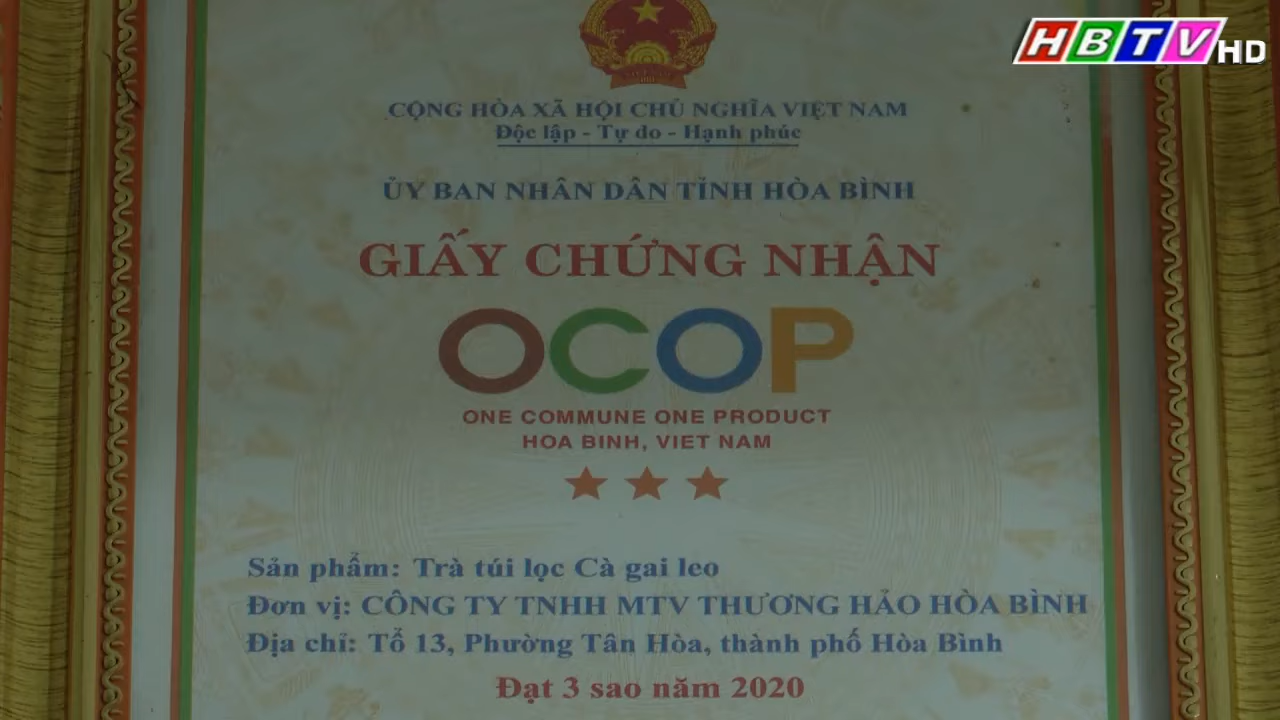 HBTV HD
CỘNG HÒA XÃ HỘI CHỦ NGHĨA VIỆT NAM
Độc lập - Tự do - Hạnh phúc
ỦY BAN NHÂN DÂN TỈNH HÒA BÌNH
GIẤY CHỨNG NHẬN
OCOP
ONE COMMUNE ONE PRODUCT
HOA BINH, VIET NAM
Sản phẩm: Trà túi lọc Cà gai leo
Đơn vị: CÔNG TY TNHH MTV THƯƠNG HẢO HÒA BÌNH
Địa chỉ: Tổ 13, Phường Tân Hòa, thành phố Hòa Bình
Đạt 3 sao năm 2020